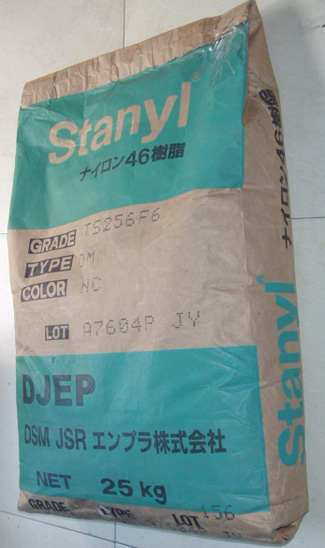 Stanyl®
ナイロン46樹脂
GRADE TS256F6
TYPE DM
COLOR NC
LOT A7604P JY
DJEP
DSM JSR エンプラ株式会社
NET 25 kg
GRADE TYPE LOT 156
Stanyl®
ナイロン46樹脂